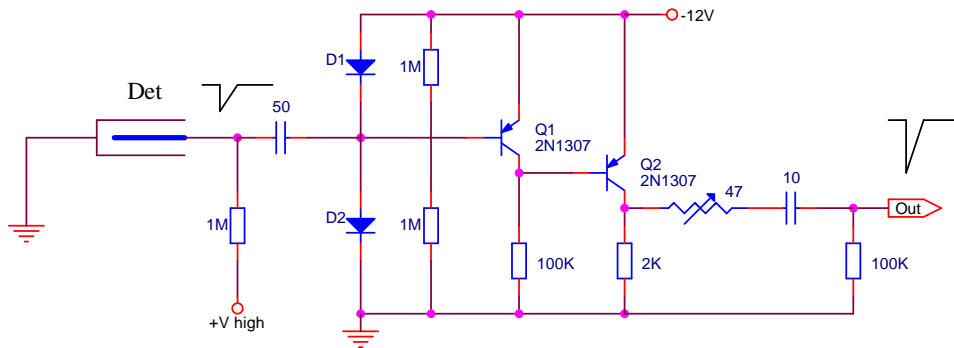 -12V
D1
1M
Det
50
Q1
2N1307
Q2
2N1307
47
10
Out
1M
D2
1M
100K
2K
100K
+V high